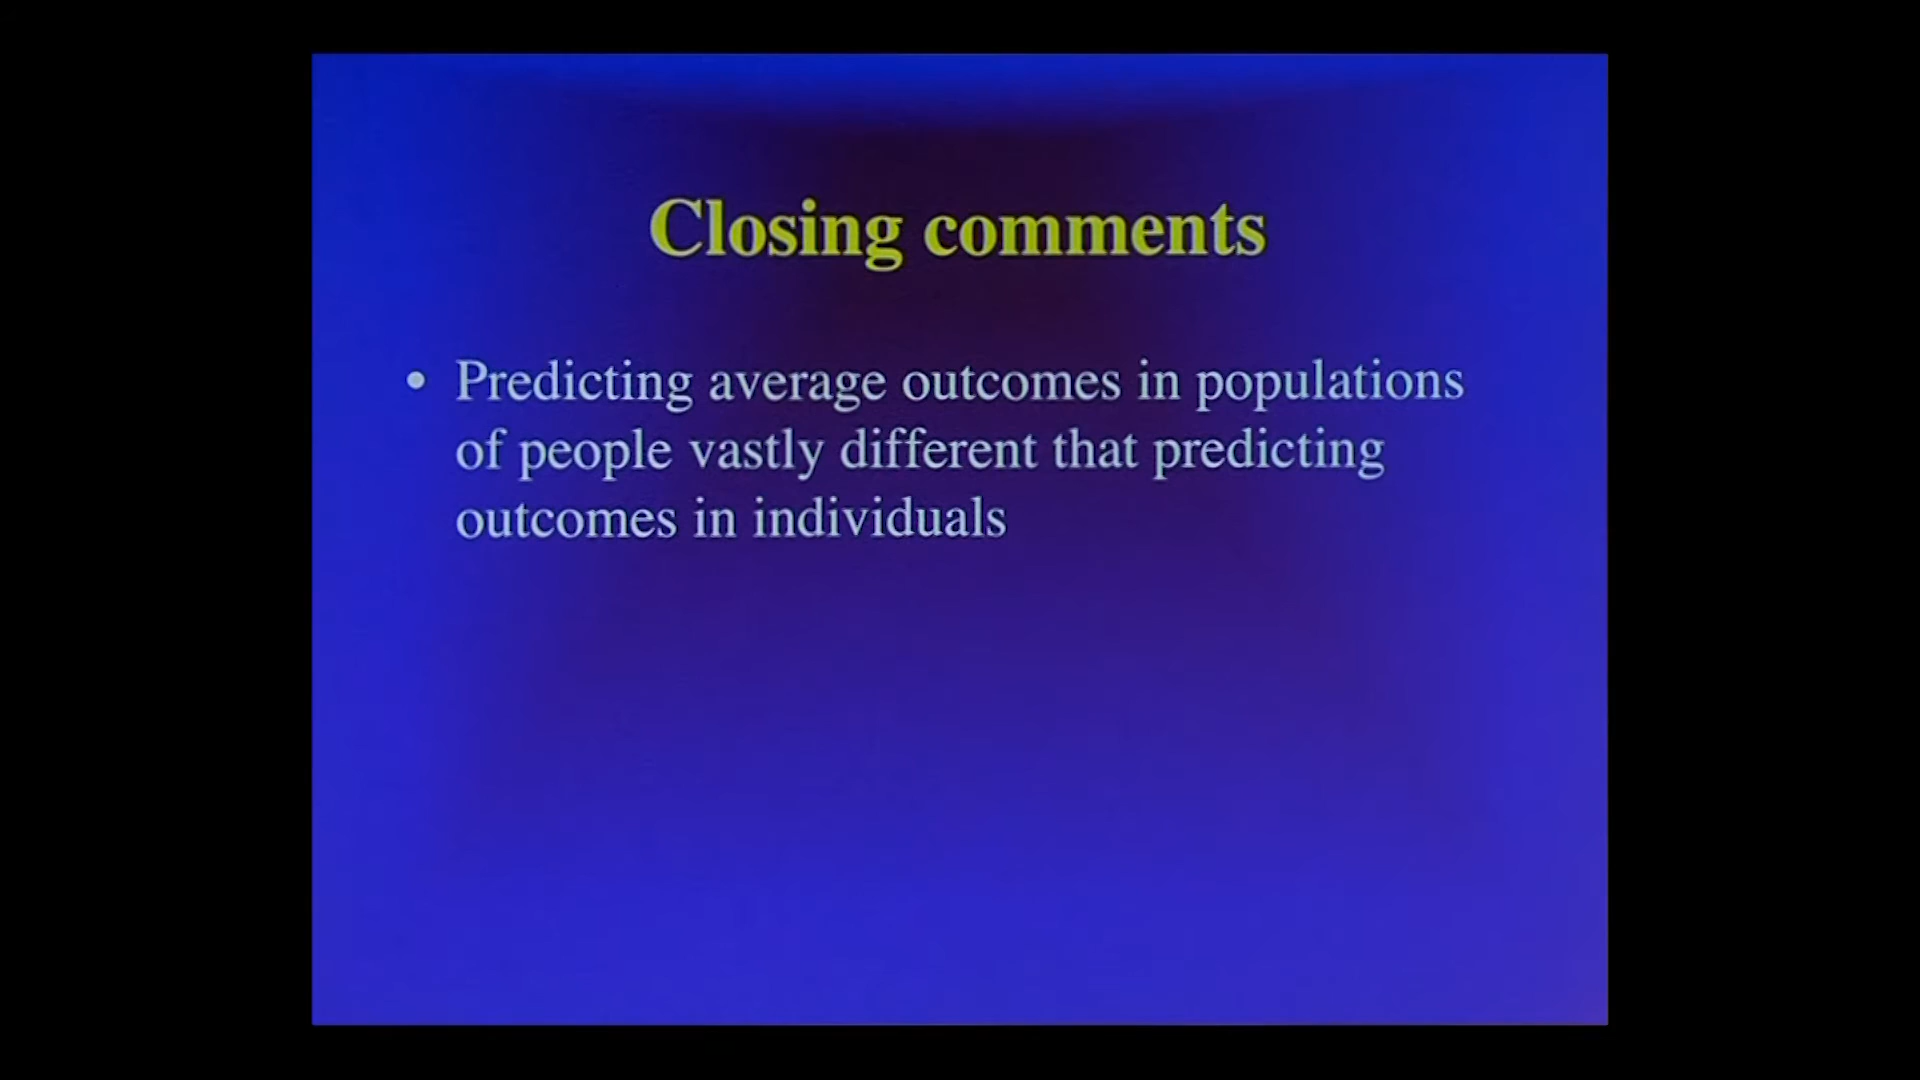 Closing comments
• Predicting average outcomes in populations
of people vastly different that predicting
outcomes in individuals